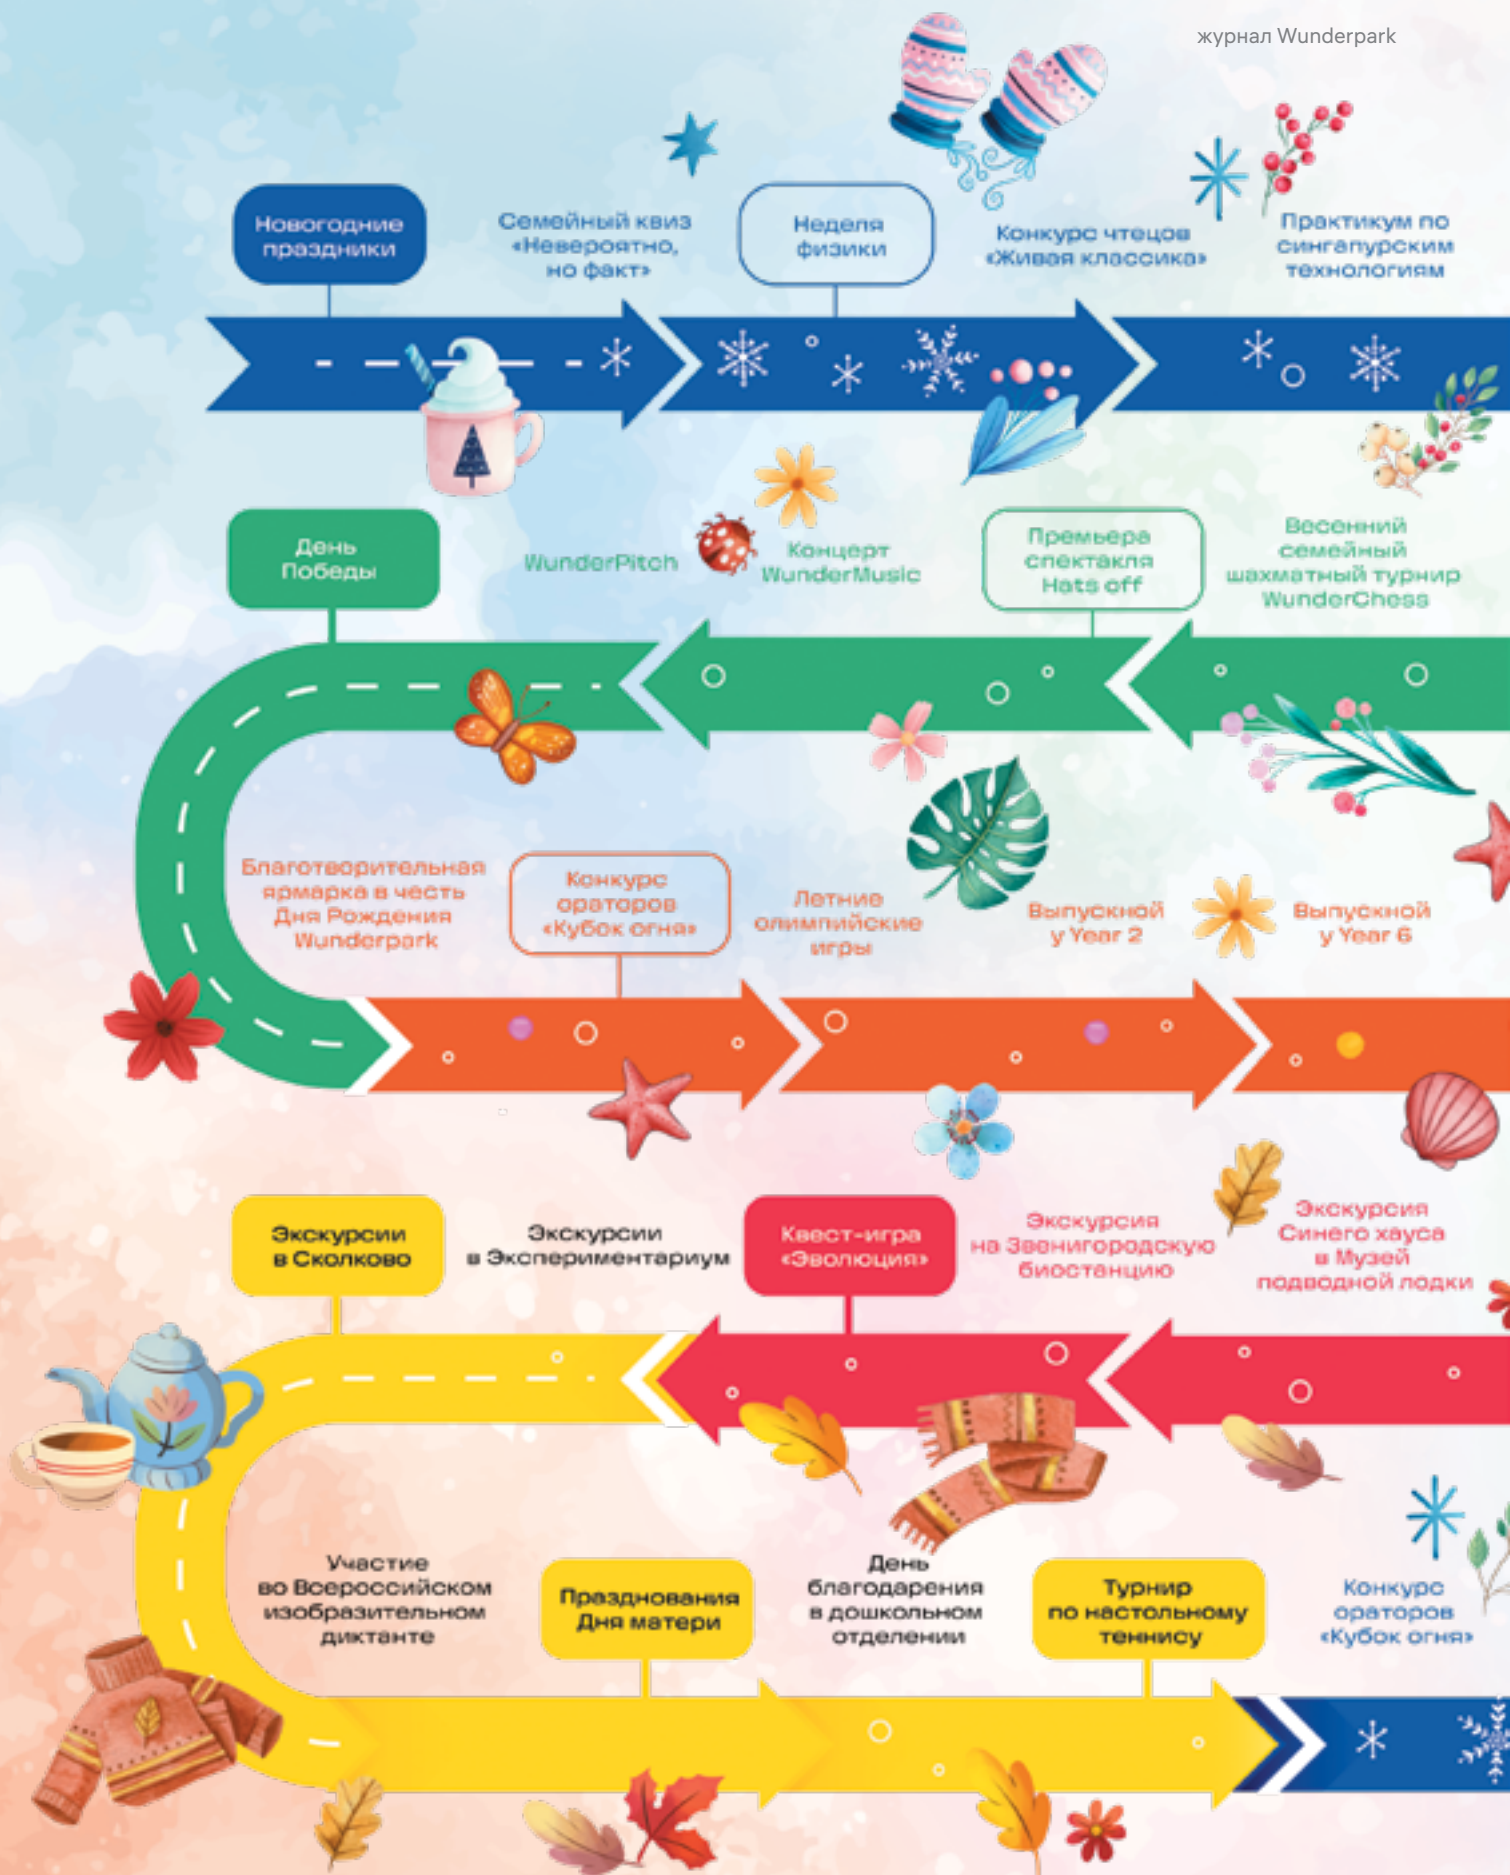 журнал Wunderpark
Новогодние
праздники
Семейный квиз
«Невероятно,
но факт»
Неделя
физики
Конкурс чтецов
«Живая классика»
Практикум по
сингапурским
технологиям
День
Победы
WunderPitch
Концерт
WunderMusic
Премьера
спектакля
Hats off
Весенний
семейный
шахматный турнир
WunderChess
Благотворительная
ярмарка в честь
Дня Рождения
Wunderpark
Конкурс
ораторов
«Кубок огня»
Летние
олимпийские
игры
Выпускной
у Year 2
Выпускной
у Year 6
Экскурсии
в Сколково
Экскурсии
в Экспериментариум
Квест-игра
«Эволюция»
Экскурсия
на Звенигородскую
биостанцию
Экскурсия
Синего хауса
в Музей
подводной лодки
Участие
во Всероссийском
изобразительном
диктанте
Празднования
Дня матери
День
благодарения
в дошкольном
отделении
Турнир
по настольному
теннису
Конкурс
ораторов
«Кубок огня»